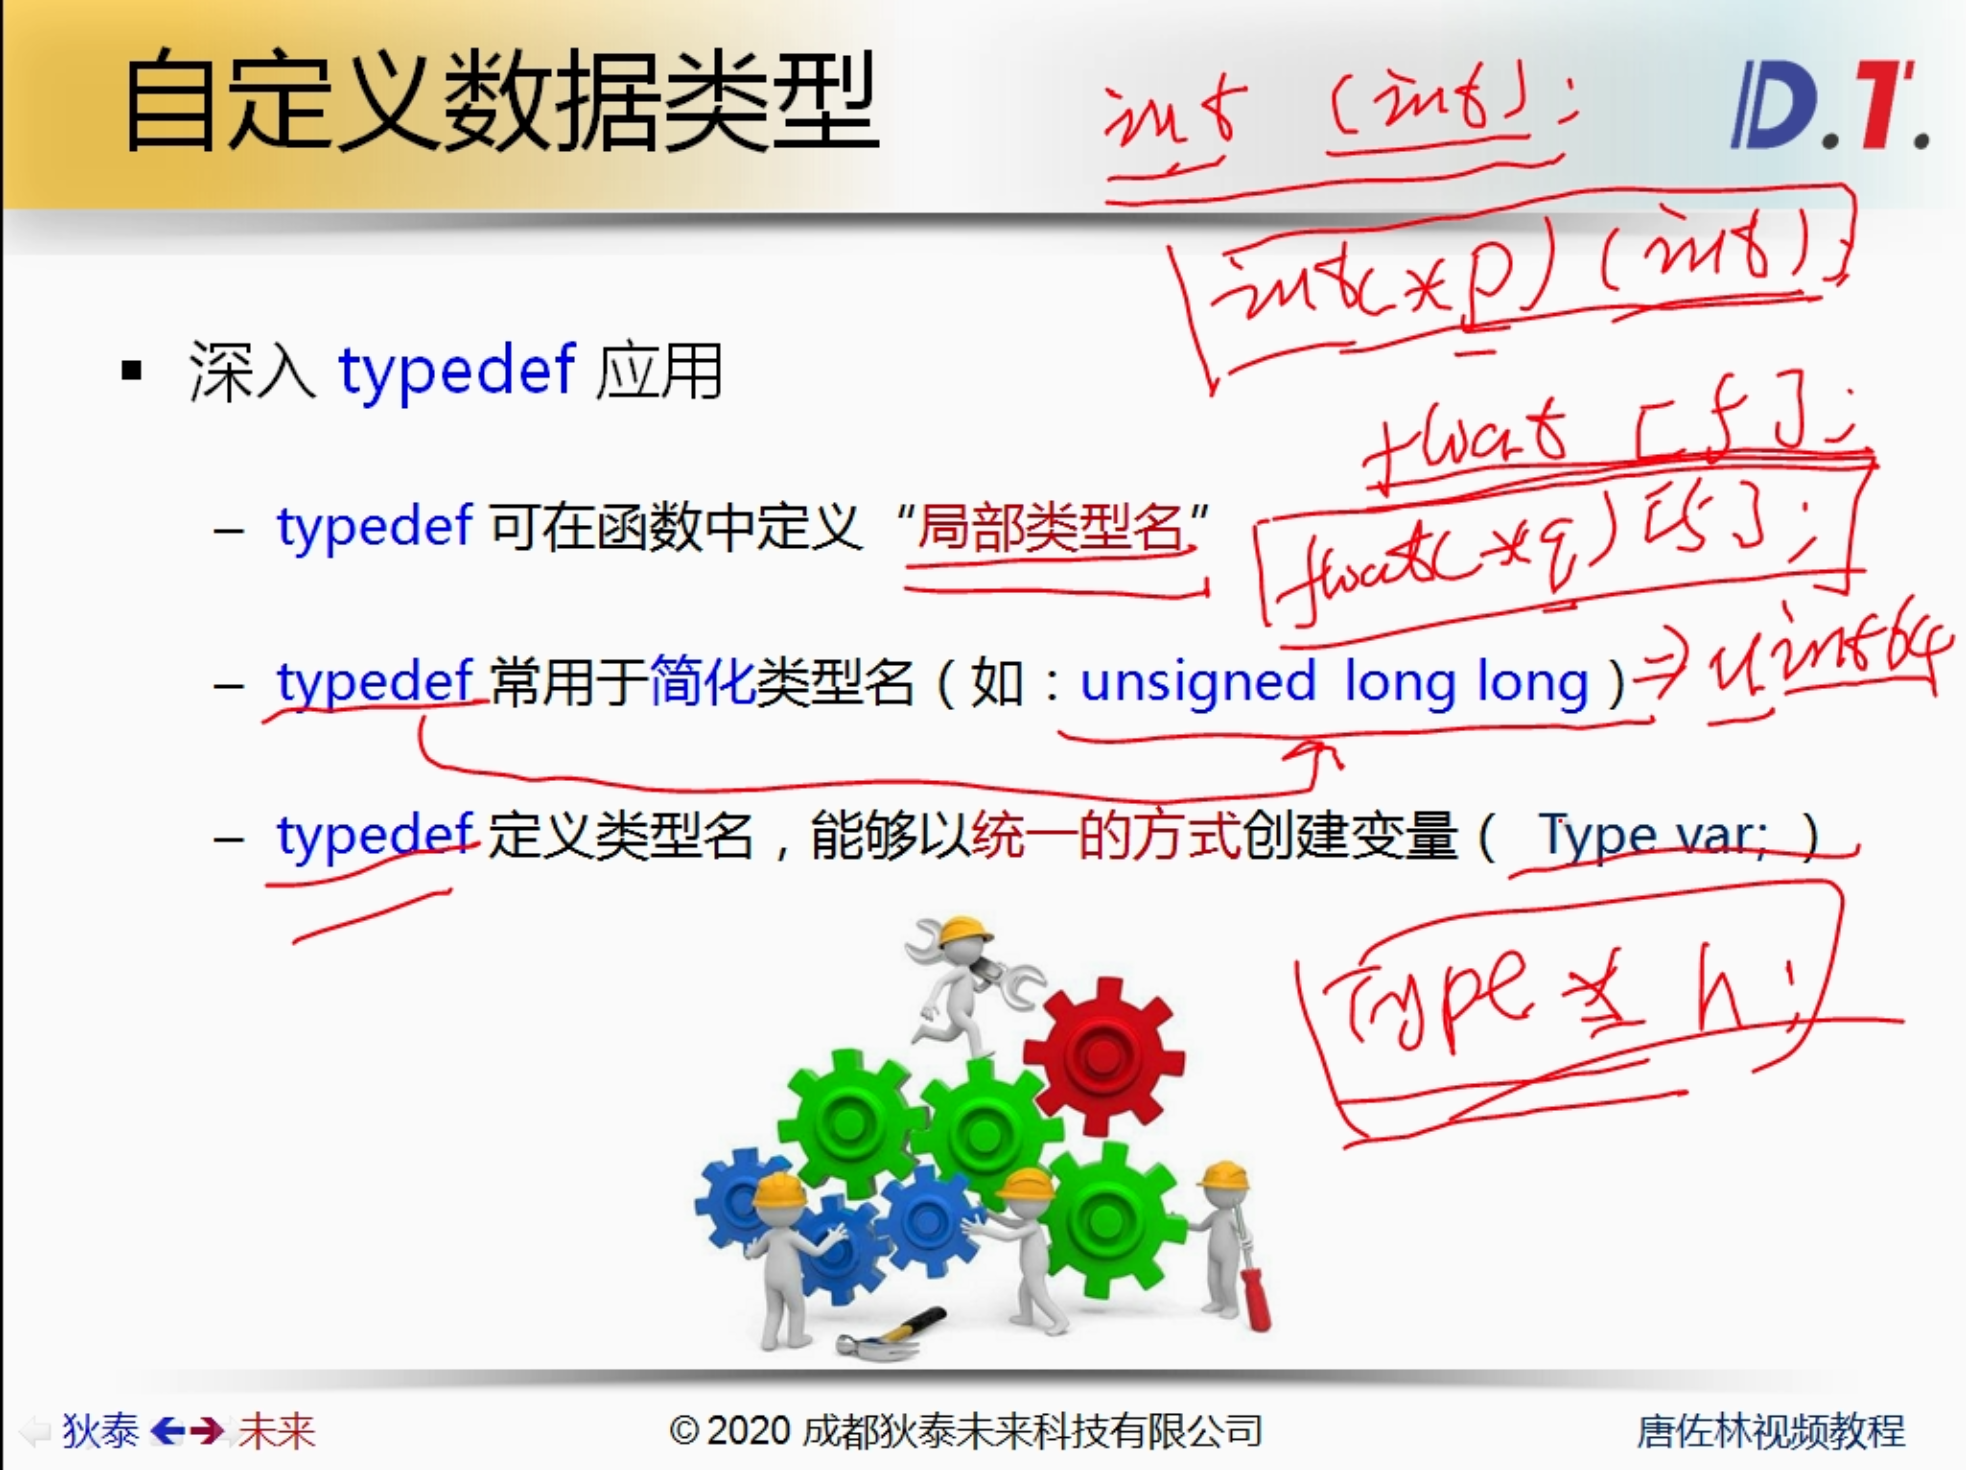 自定义数据类型
int (int);
D.T.
int(*p)(int);
▪ 深入 typedef 应用
float [5];
– typedef 可在函数中定义“局部类型名”
float(*q)[5];
– typedef 常用于简化类型名(如:unsigned long long)⇒ uint64
– typedef 定义类型名,能够以统一的方式创建变量( Type var; )
Type * h;
狄泰 未来
© 2020 成都狄泰未来科技有限公司
唐佐林视频教程